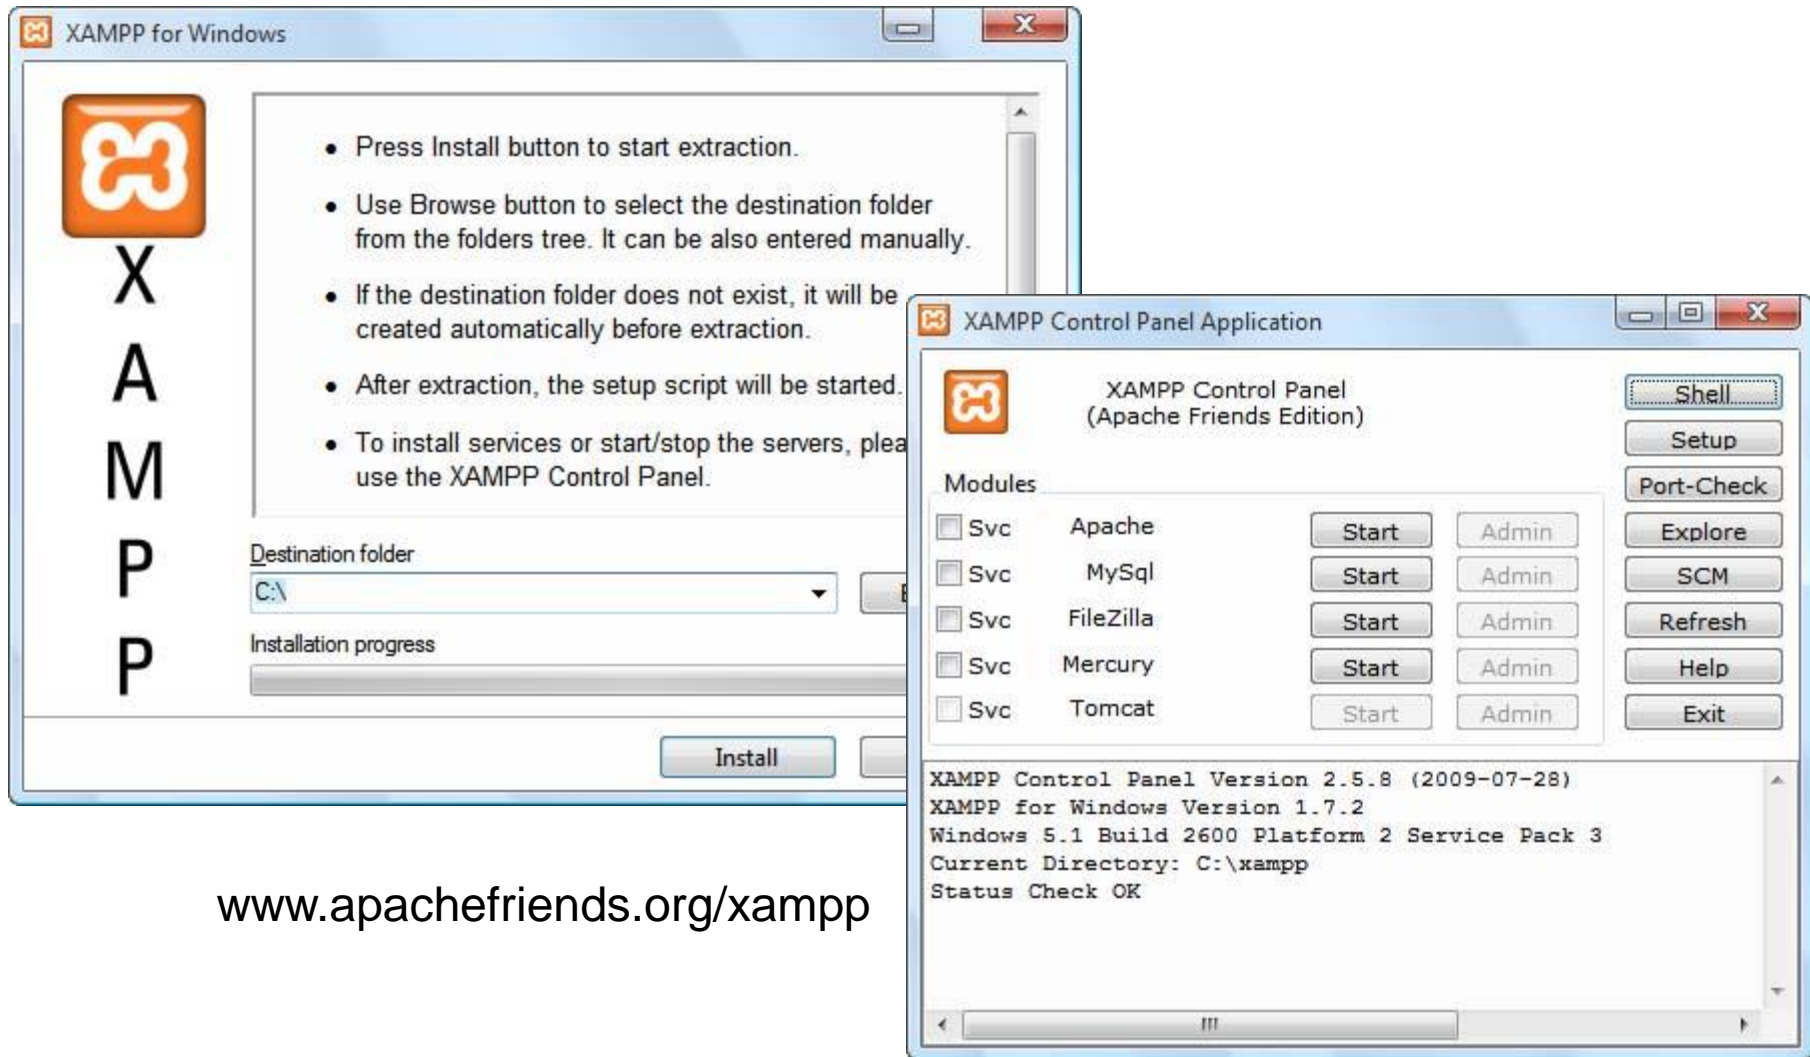 XAMPP for Windows
X
A
M
P
P
Press Install button to start extraction.
Use Browse button to select the destination folder
from the folders tree. It can be also entered manually.
If the destination folder does not exist, it will be
created automatically before extraction.
After extraction, the setup script will be started.
To install services or start/stop the servers,
use the XAMPP Control Panel.
Destination folder
C:\
Installation progress
Install
www.apachefriends.org/xampp
XAMPP Control Panel Application
XAMPP Control Panel
(Apache Friends Edition)
Shell
Setup
Port-Check
Explore
SCM
Refresh
Help
Exit
Modules
Svc Apache Start Admin
Svc MySql Start Admin
Svc FileZilla Start Admin
Svc Mercury Start Admin
Svc Tomcat Start Admin
XAMPP Control Panel Version 2.5.8 (2009-07-28)
XAMPP for Windows Version 1.7.2
Windows 5.1 Build 2600 Platform 2 Service Pack 3
Current Directory: C:\xampp
Status Check OK